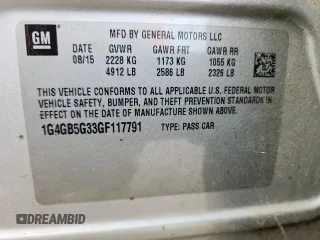 GM
MFD BY GENERAL MOTORS LLC
DATE GVWR GAWR FRT GAWR RR
08/15 2228 KG 1173 KG 1055 KG
4912 LB 2586 LB 2326 LB
THIS VEHICLE CONFORMS TO ALL APPLICABLE U.S. FEDERAL MOTOR
VEHICLE SAFETY, BUMPER, AND THEFT PREVENTION STANDARDS IN
EFFECT ON THE DATE OF MANUFACTURE SHOWN ABOVE.
1G4GB5G33GF117791 TYPE: PASS CAR
DREAMBID